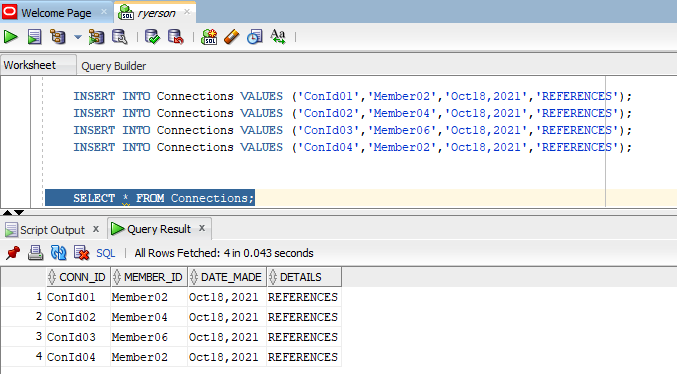 Welcome Page ryerson
Worksheet Query Builder
INSERT INTO Connections VALUES ('ConId01','Member02','Oct18,2021','REFERENCES');
INSERT INTO Connections VALUES ('ConId02','Member04','Oct18,2021','REFERENCES');
INSERT INTO Connections VALUES ('ConId03','Member06','Oct18,2021','REFERENCES');
INSERT INTO Connections VALUES ('ConId04','Member02','Oct18,2021','REFERENCES');
SELECT * FROM Connections;
Script Output x Query Result x
SQL | All Rows Fetched: 4 in 0.043 seconds
CONN_ID MEMBER_ID DATE_MADE DETAILS
1 ConId01 Member02 Oct18,2021 REFERENCES
2 ConId02 Member04 Oct18,2021 REFERENCES
3 ConId03 Member06 Oct18,2021 REFERENCES
4 ConId04 Member02 Oct18,2021 REFERENCES